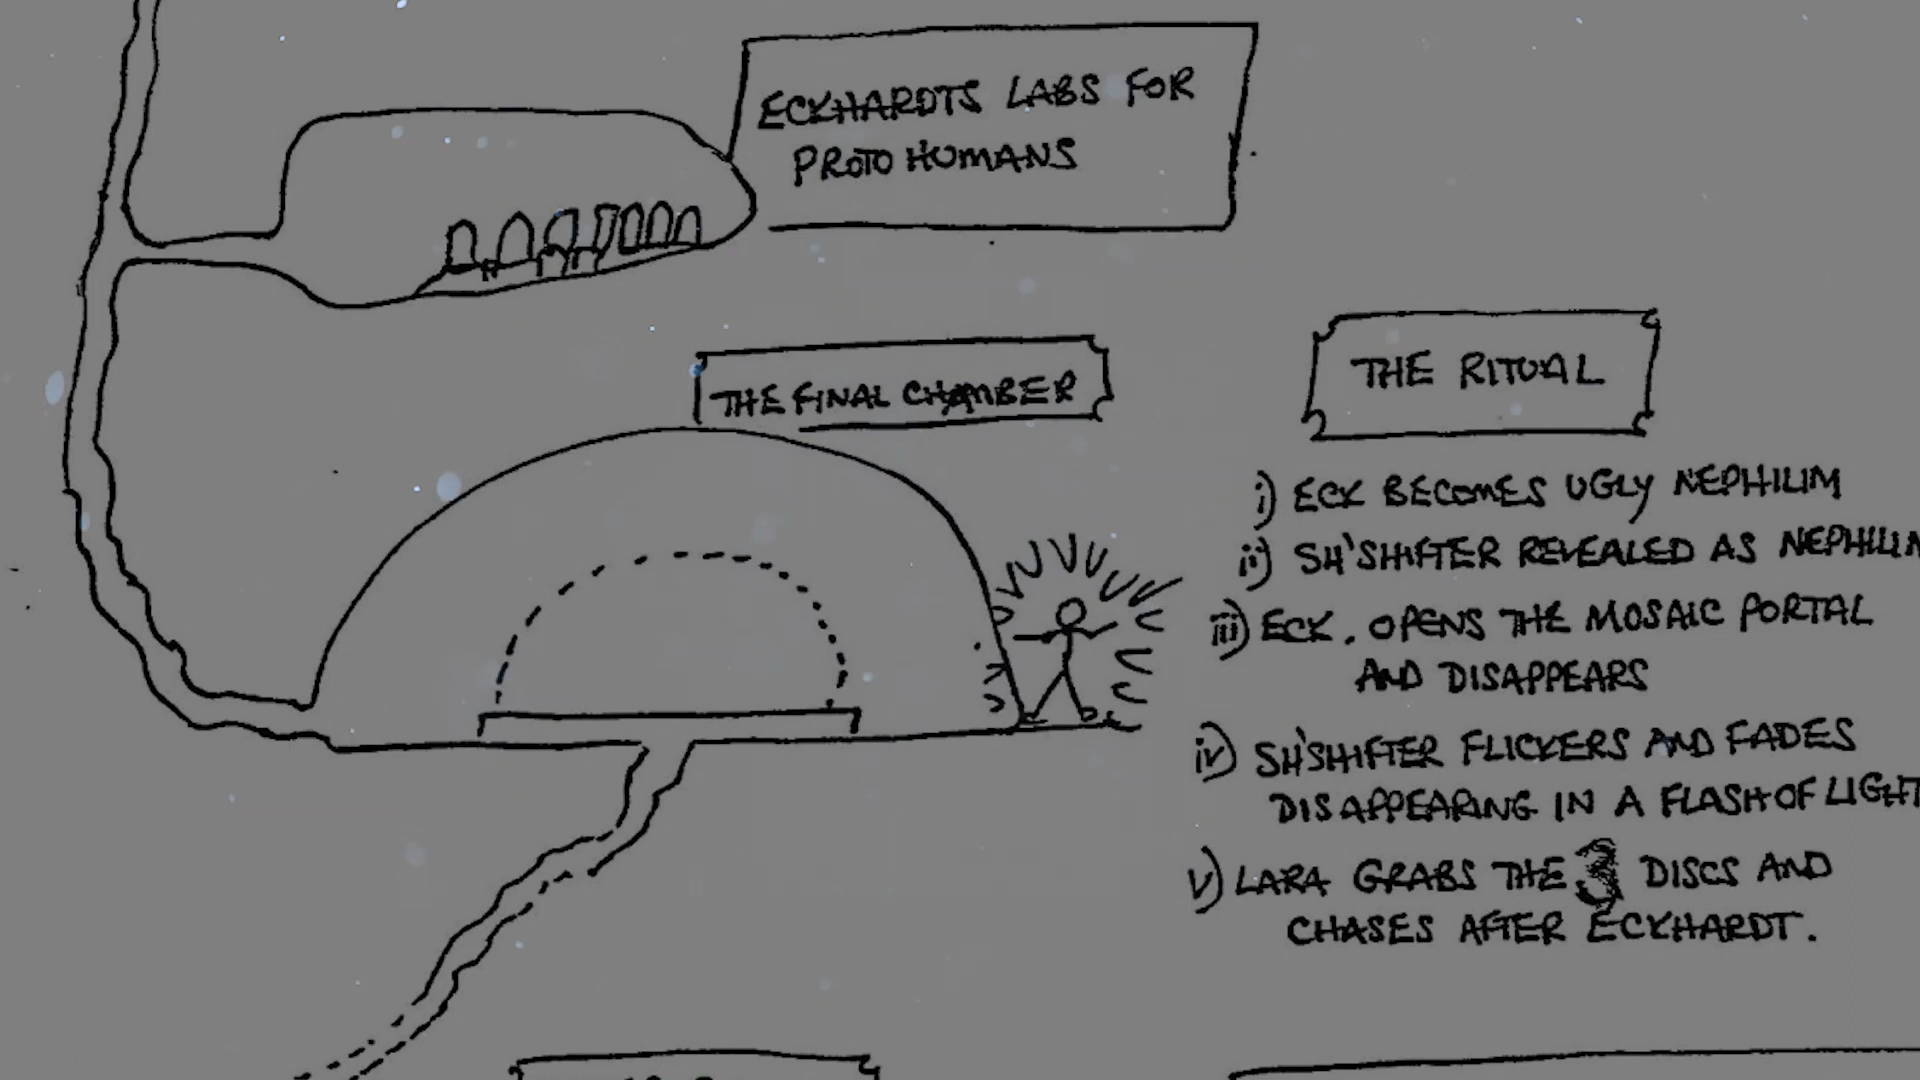 ECKHARDTS LABS FOR
PROTO HUMANS
THE FINAL CHAMBER
THE RITUAL
i) ECK BECOMES UGLY NEPHILIM
ii) SH'SHIFTER REVEALED AS NEPHILIM
iii) ECK. OPENS THE MOSAIC PORTAL
AND DISAPPEARS
iv) SH'SHIFTER FLICKERS AND FADES
DISAPPEARING IN A FLASH OF LIGHT
v) LARA GRABS THE 3 DISCS AND
CHASES AFTER ECKHARDT.